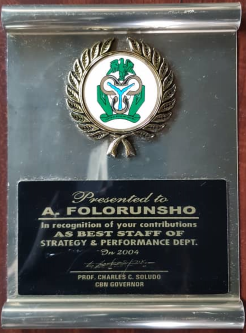 Presented to
A. FOLORUNSHO
In recognition of your contributions
AS BEST STAFF OF
STRATEGY & PERFORMANCE DEPT.
On 2004
PROF. CHARLES C. SOLUDO
CBN GOVERNOR